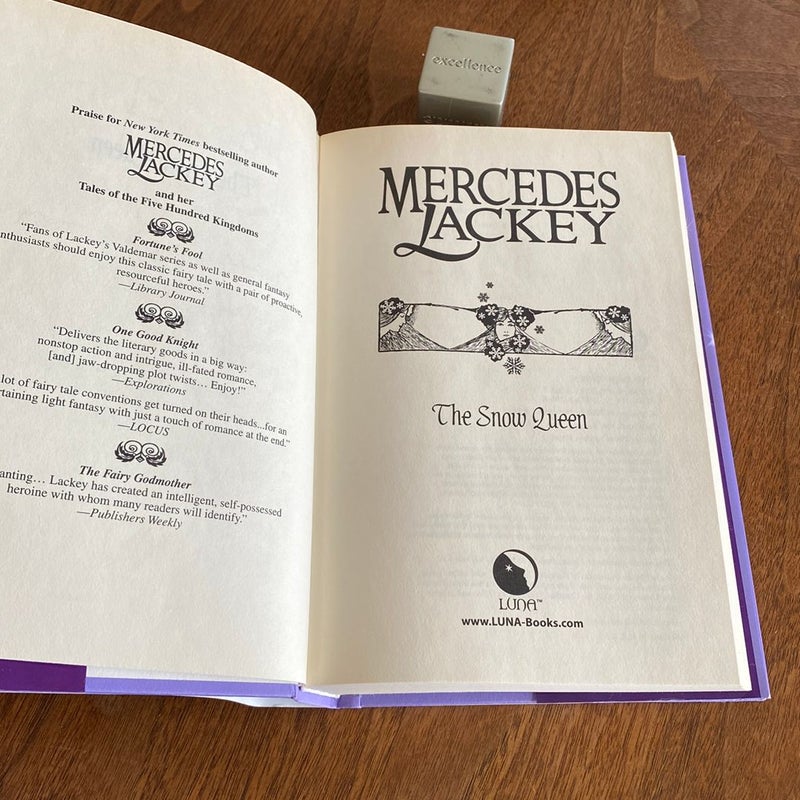 excellence
Praise for New York Times bestselling author
MERCEDES
LACKEY
and her
Tales of the Five Hundred Kingdoms
Fortune's Fool
"Fans of Lackey's Valdemar series as well as general fantasy
enthusiasts should enjoy this classic fairy tale with a pair of proactive,
resourceful heroes."
—Library Journal
One Good Knight
"Delivers the literary goods in a big way:
nonstop action and intrigue, ill-fated romance,
[and] jaw-dropping plot twists… Enjoy!"
—Explorations
lot of fairy tale conventions get turned on their heads...for an
light fantasy with just a touch of romance at the end."
—LOCUS
The Fairy Godmother
Lackey has created an intelligent, self-possessed
heroine with whom many readers will identify."
—Publishers Weekly
MERCEDES
LACKEY
The Snow Queen
LUNA™
www.LUNA-Books.com